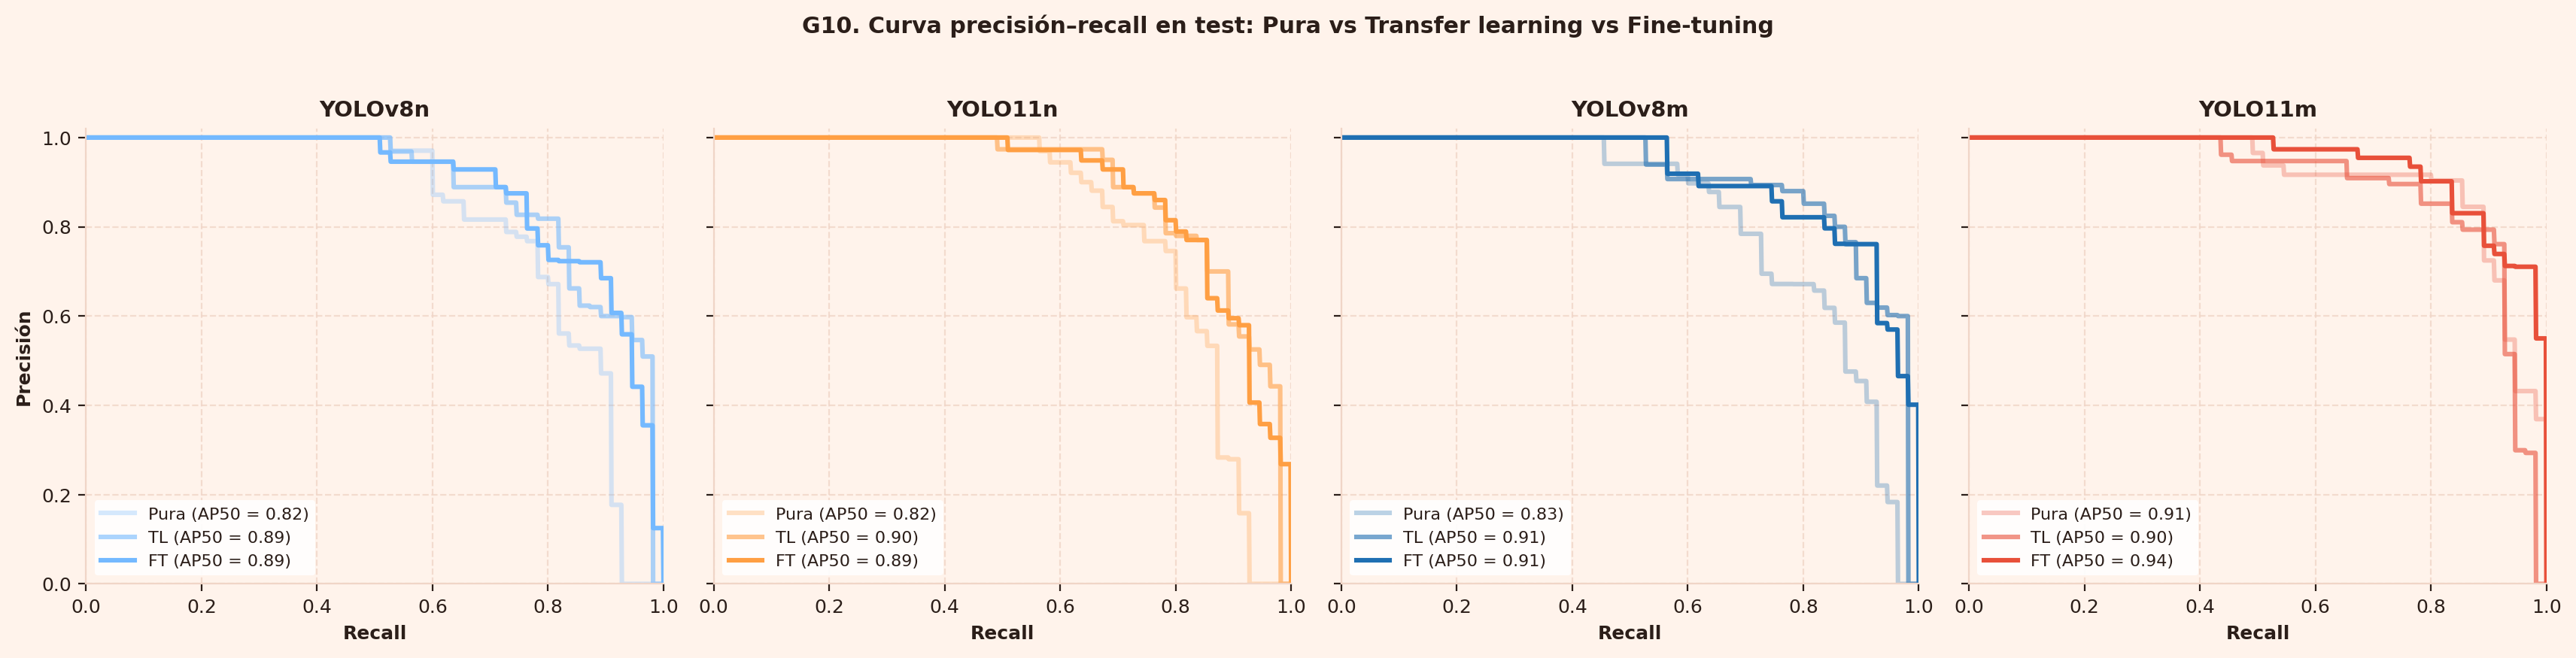 G10. Curva precisión–recall en test: Pura vs Transfer learning vs Fine-tuning
YOLOv8n
Precisión
1.0
0.8
0.6
0.4
0.2
0.0
Pura (AP50 = 0.82)
TL (AP50 = 0.89)
FT (AP50 = 0.89)
0.0 0.2 0.4 0.6 0.8 1.0
Recall
YOLO11n
Pura (AP50 = 0.82)
TL (AP50 = 0.90)
FT (AP50 = 0.89)
0.0 0.2 0.4 0.6 0.8 1.0
Recall
YOLOv8m
Pura (AP50 = 0.83)
TL (AP50 = 0.91)
FT (AP50 = 0.91)
0.0 0.2 0.4 0.6 0.8 1.0
Recall
YOLO11m
Pura (AP50 = 0.91)
TL (AP50 = 0.90)
FT (AP50 = 0.94)
0.0 0.2 0.4 0.6 0.8 1.0
Recall